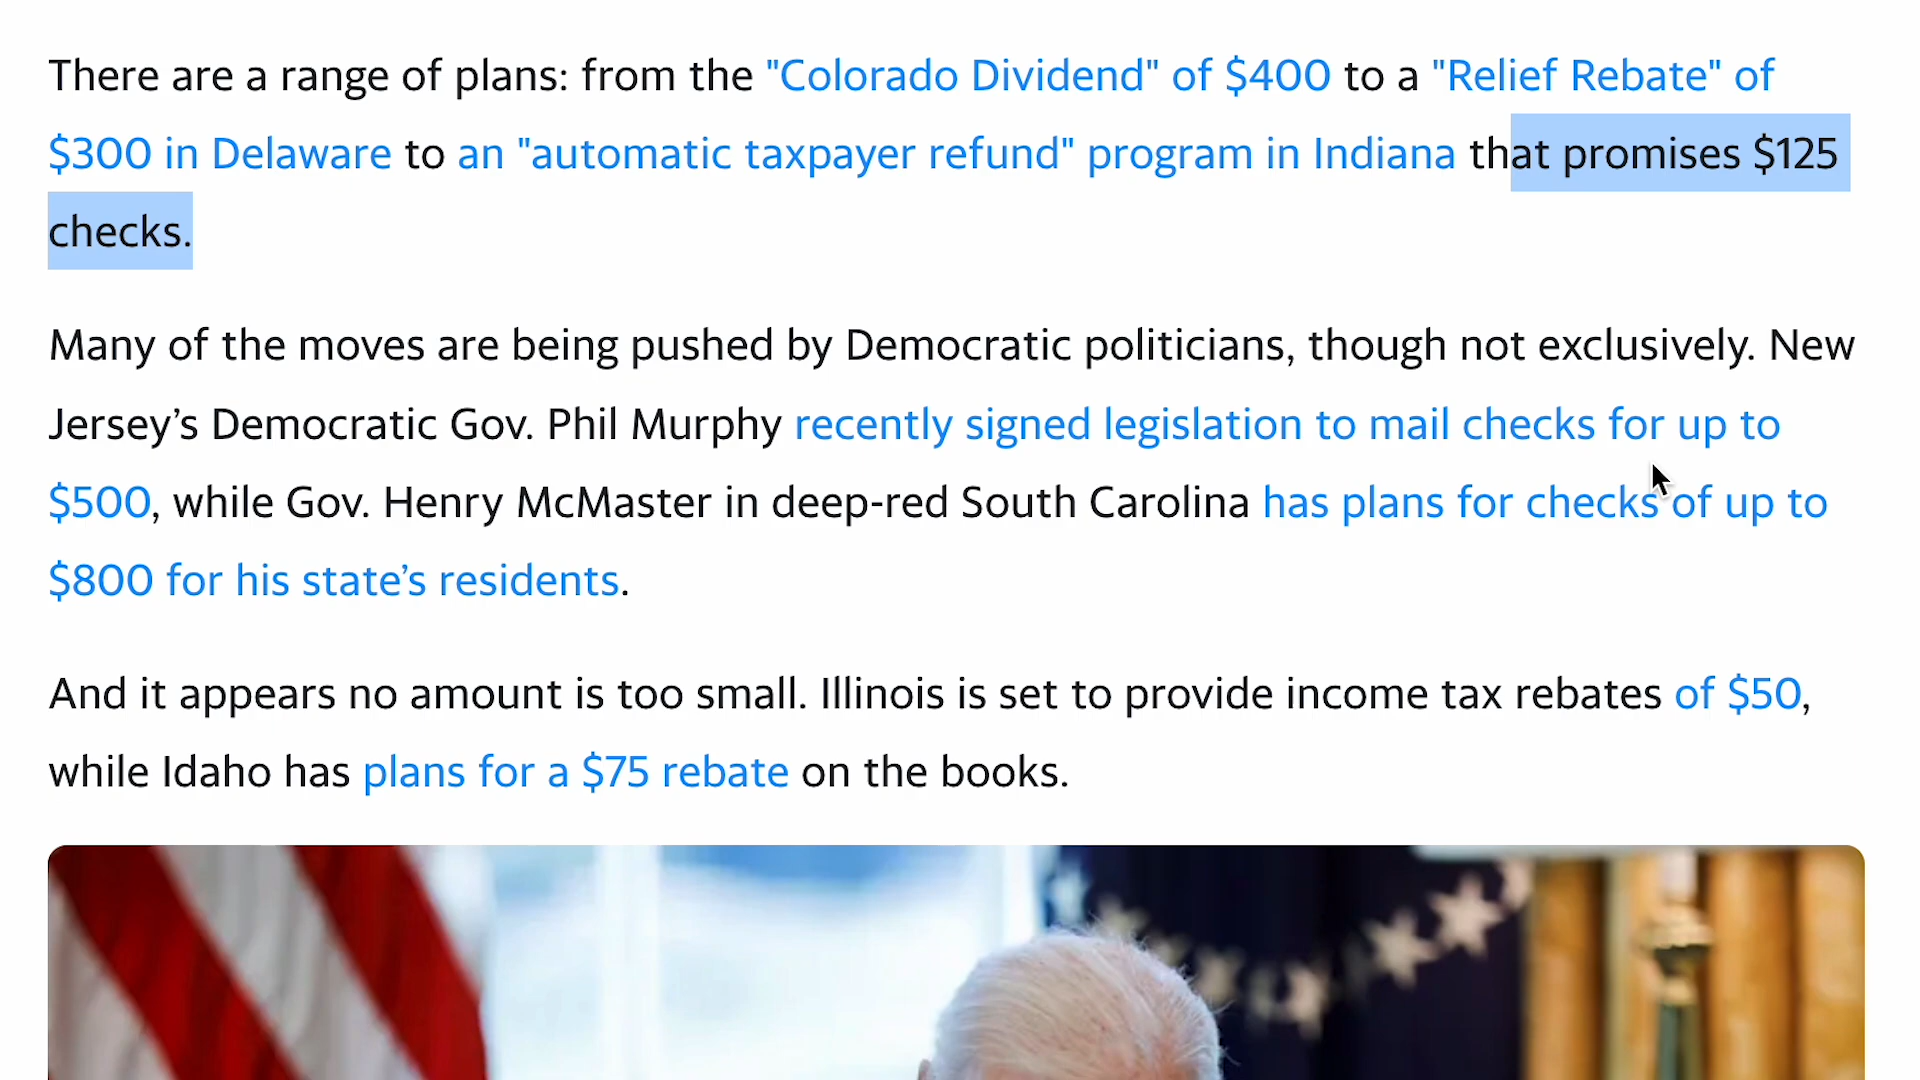 There are a range of plans: from the "Colorado Dividend" of $400 to a "Relief Rebate" of
$300 in Delaware to an "automatic taxpayer refund" program in Indiana that promises $125
checks.
Many of the moves are being pushed by Democratic politicians, though not exclusively. New
Jersey’s Democratic Gov. Phil Murphy recently signed legislation to mail checks for up to
$500, while Gov. Henry McMaster in deep-red South Carolina has plans for checks of up to
$800 for his state’s residents.
And it appears no amount is too small. Illinois is set to provide income tax rebates of $50,
while Idaho has plans for a $75 rebate on the books.